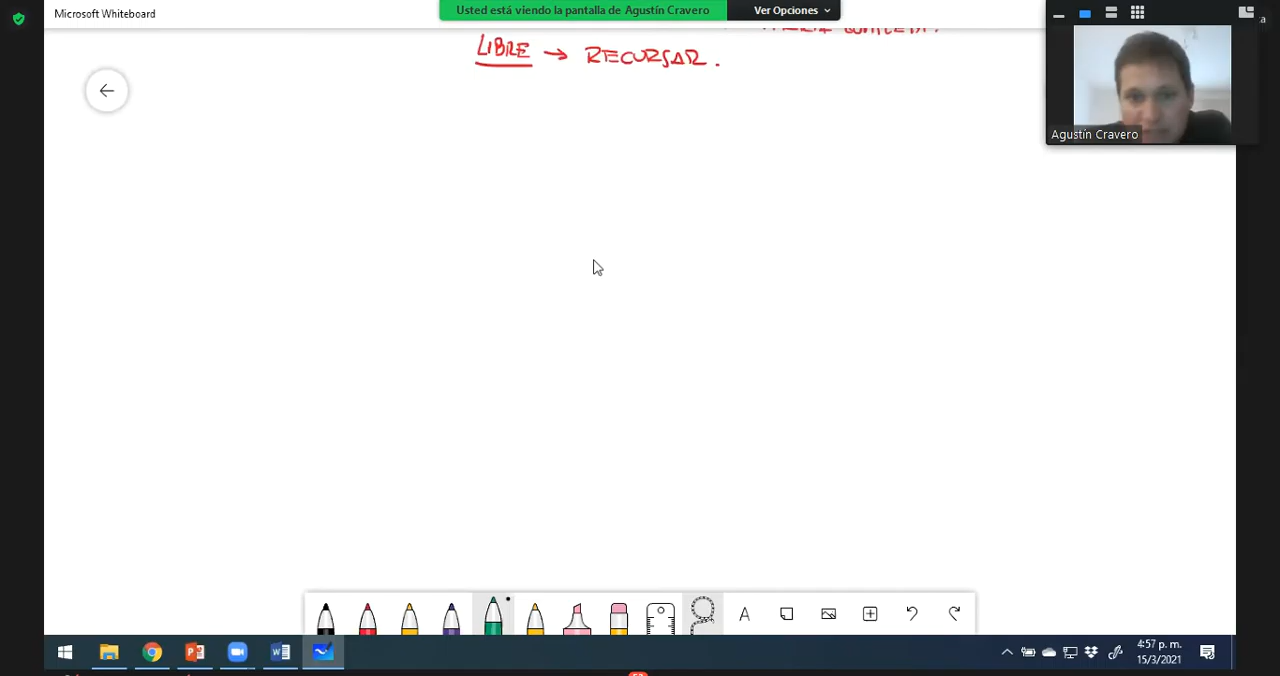 Microsoft Whiteboard
Usted está viendo la pantalla de Agustín Cravero
Ver Opciones
LIBRE → RECURSAR.
Agustín Cravero
A
4:57 p. m.
15/3/2021